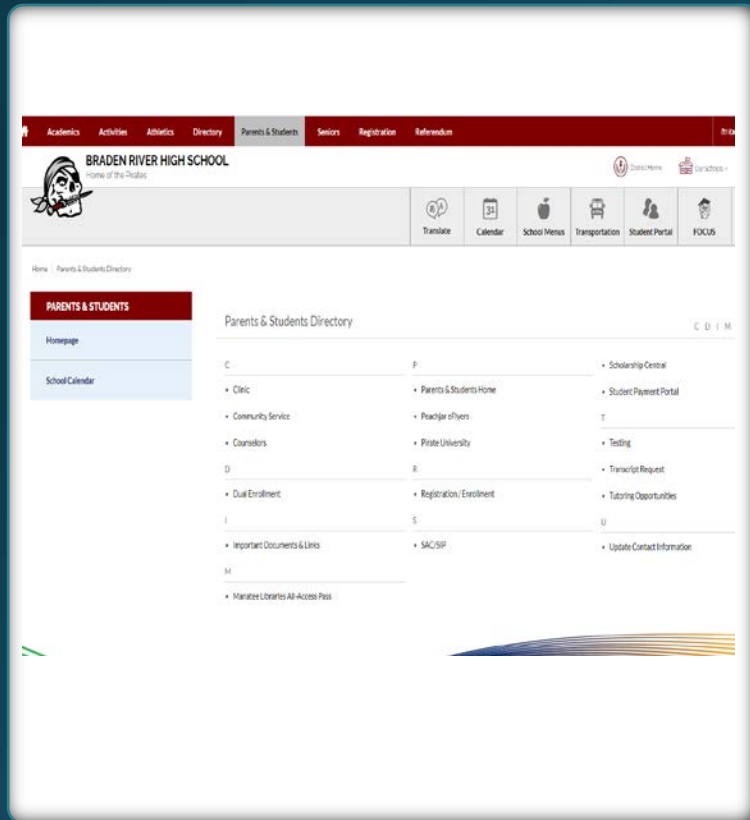 Academics Activities Athletics Directory Parents & Students Seniors Registration Referendum
BRADEN RIVER HIGH SCHOOL
Home of the Pirates
District Home Our Schools
Translate Calendar School Menus Transportation Student Portal FOCUS
Home | Parents & Students Directory
PARENTS & STUDENTS
Homepage
School Calendar
Parents & Students Directory
C D I M
C
• Clinic
• Community Service
• Counselors
D
• Dual Enrollment
I
• Important Documents & Links
M
• Manatee Libraries All-Access Pass
P
• Parents & Students Home
• Peachjar eFlyers
• Pirate University
R
• Registration / Enrollment
S
• SAC/SIP
• Scholarship Central
• Student Payment Portal
T
• Testing
• Transcript Request
• Tutoring Opportunities
U
• Update Contact Information